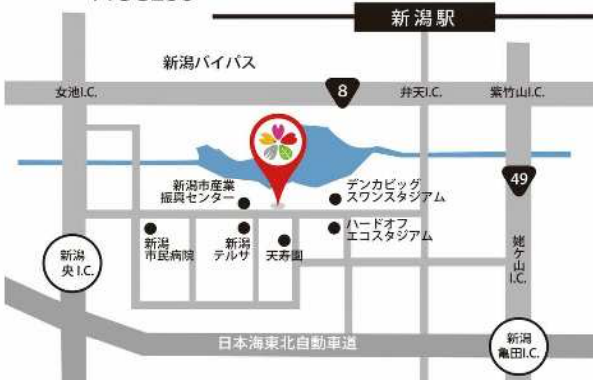 新潟駅
新潟バイパス
女池I.C.
8
弁天I.C.
紫竹山I.C.
49
新潟市産業
振興センター
デンカビッグ
スワンスタジアム
新潟
市民病院
新潟
テルサ
天寿園
ハードオフ
エコスタジアム
姥ケ山I.C.
新潟
央I.C.
日本海東北自動車道
新潟
亀田I.C.